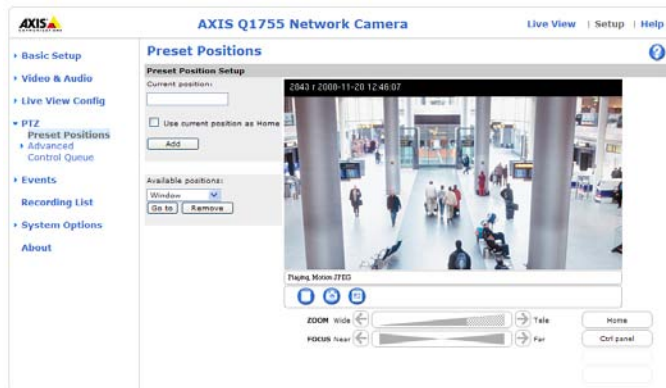 AXIS
COMMUNICATIONS
AXIS Q1755 Network Camera
Live View | Setup | Help
Basic Setup
Video & Audio
Live View Config
PTZ
Preset Positions
Advanced
Control Queue
Events
Recording List
System Options
About
Preset Positions
?
Preset Position Setup
Current position:
Use current position as Home
Add
Available positions:
Window
Go to Remove
2008-11-20 12:46:07
Playing, Motion JPEG
ZOOM Wide Tele
FOCUS Near Far
Home
Ctrl panel